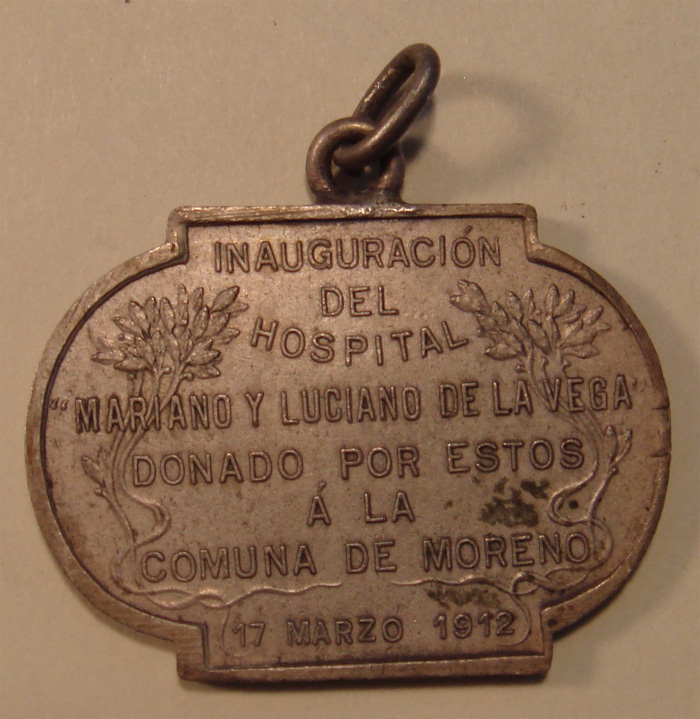 INAUGURACIÓN
DEL
HOSPITAL
"MARIANO Y LUCIANO DE LA VEGA"
DONADO POR ESTOS
Á LA
COMUNA DE MORENO
17 MARZO 1912